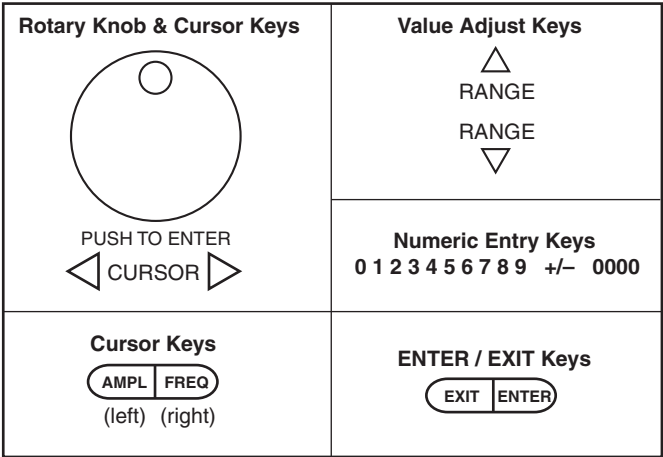 Rotary Knob & Cursor Keys
PUSH TO ENTER
CURSOR
Value Adjust Keys
RANGE
RANGE
Numeric Entry Keys
0 1 2 3 4 5 6 7 8 9 +/– 0000
Cursor Keys
AMPL FREQ
(left) (right)
ENTER / EXIT Keys
EXIT ENTER